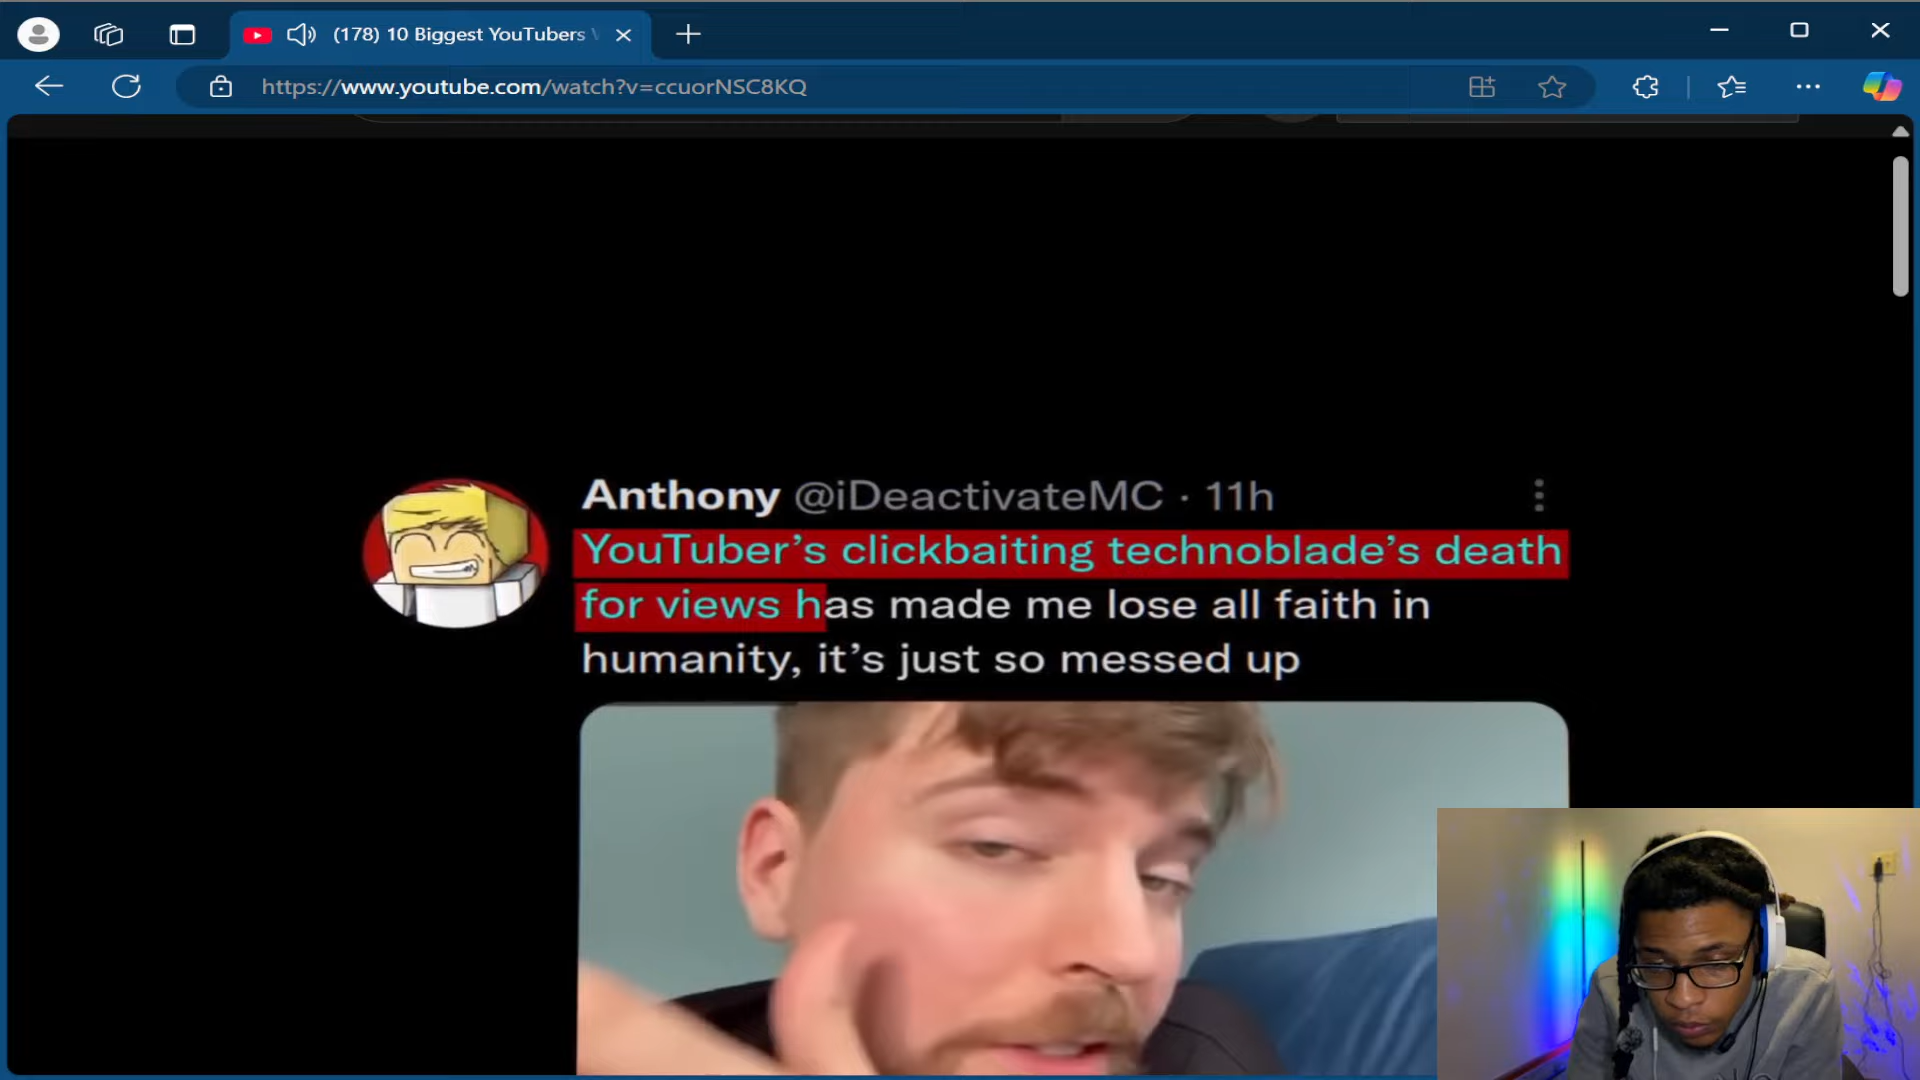 (178) 10 Biggest YouTubers
https://www.youtube.com/watch?v=ccuorNSC8KQ
Anthony @iDeactivateMC · 11h
YouTuber’s clickbaiting technoblade’s death
for views has made me lose all faith in
humanity, it’s just so messed up